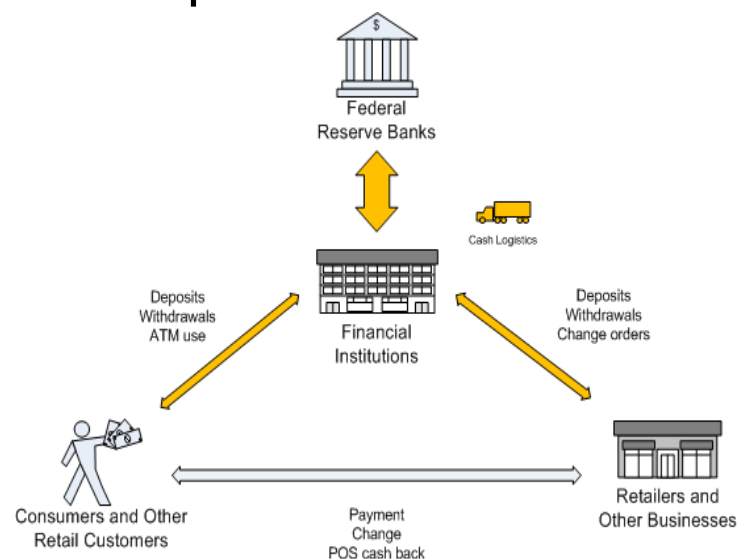 $
Federal
Reserve Banks
Cash Logistics
Deposits
Withdrawals
ATM use
Financial
Institutions
Deposits
Withdrawals
Change orders
Consumers and Other
Retail Customers
Payment
Change
POS cash back
Retailers and
Other Businesses